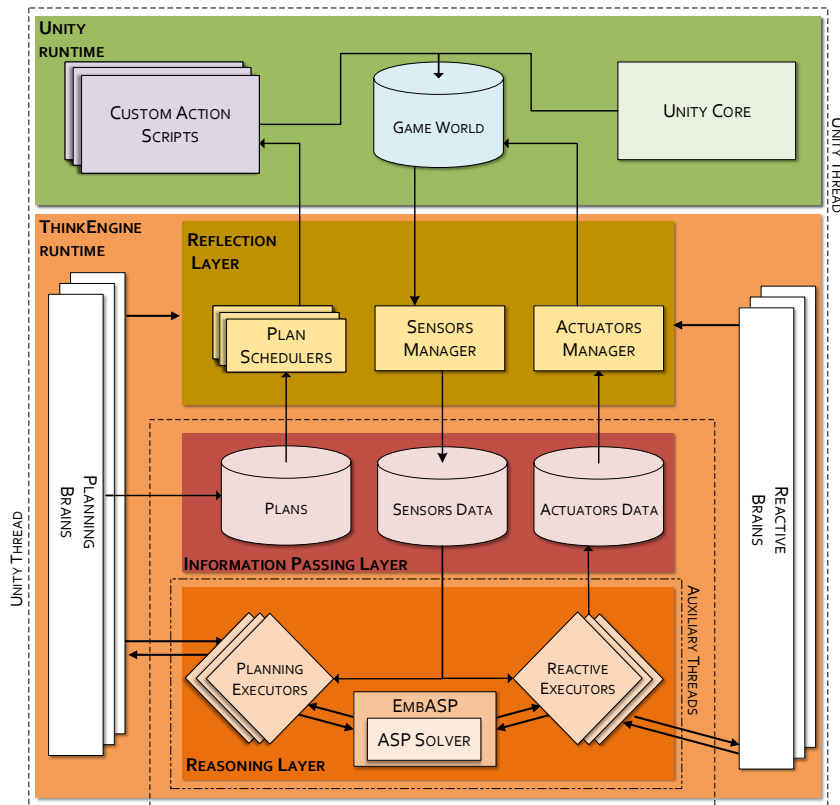 UNITY
RUNTIME
CUSTOM ACTION
SCRIPTS
GAME WORLD
UNITY CORE
UNITY THREAD
THINKENGINE
RUNTIME
REFLECTION
LAYER
PLAN
SCHEDULERS
SENSORS
MANAGER
ACTUATORS
MANAGER
PLANNING
BRAINS
REACTIVE
BRAINS
PLANS
SENSORS DATA
ACTUATORS DATA
INFORMATION PASSING LAYER
UNITY THREAD
AUXILIARY THREADS
PLANNING
EXECUTORS
REACTIVE
EXECUTORS
EMBASP
ASP SOLVER
REASONING LAYER